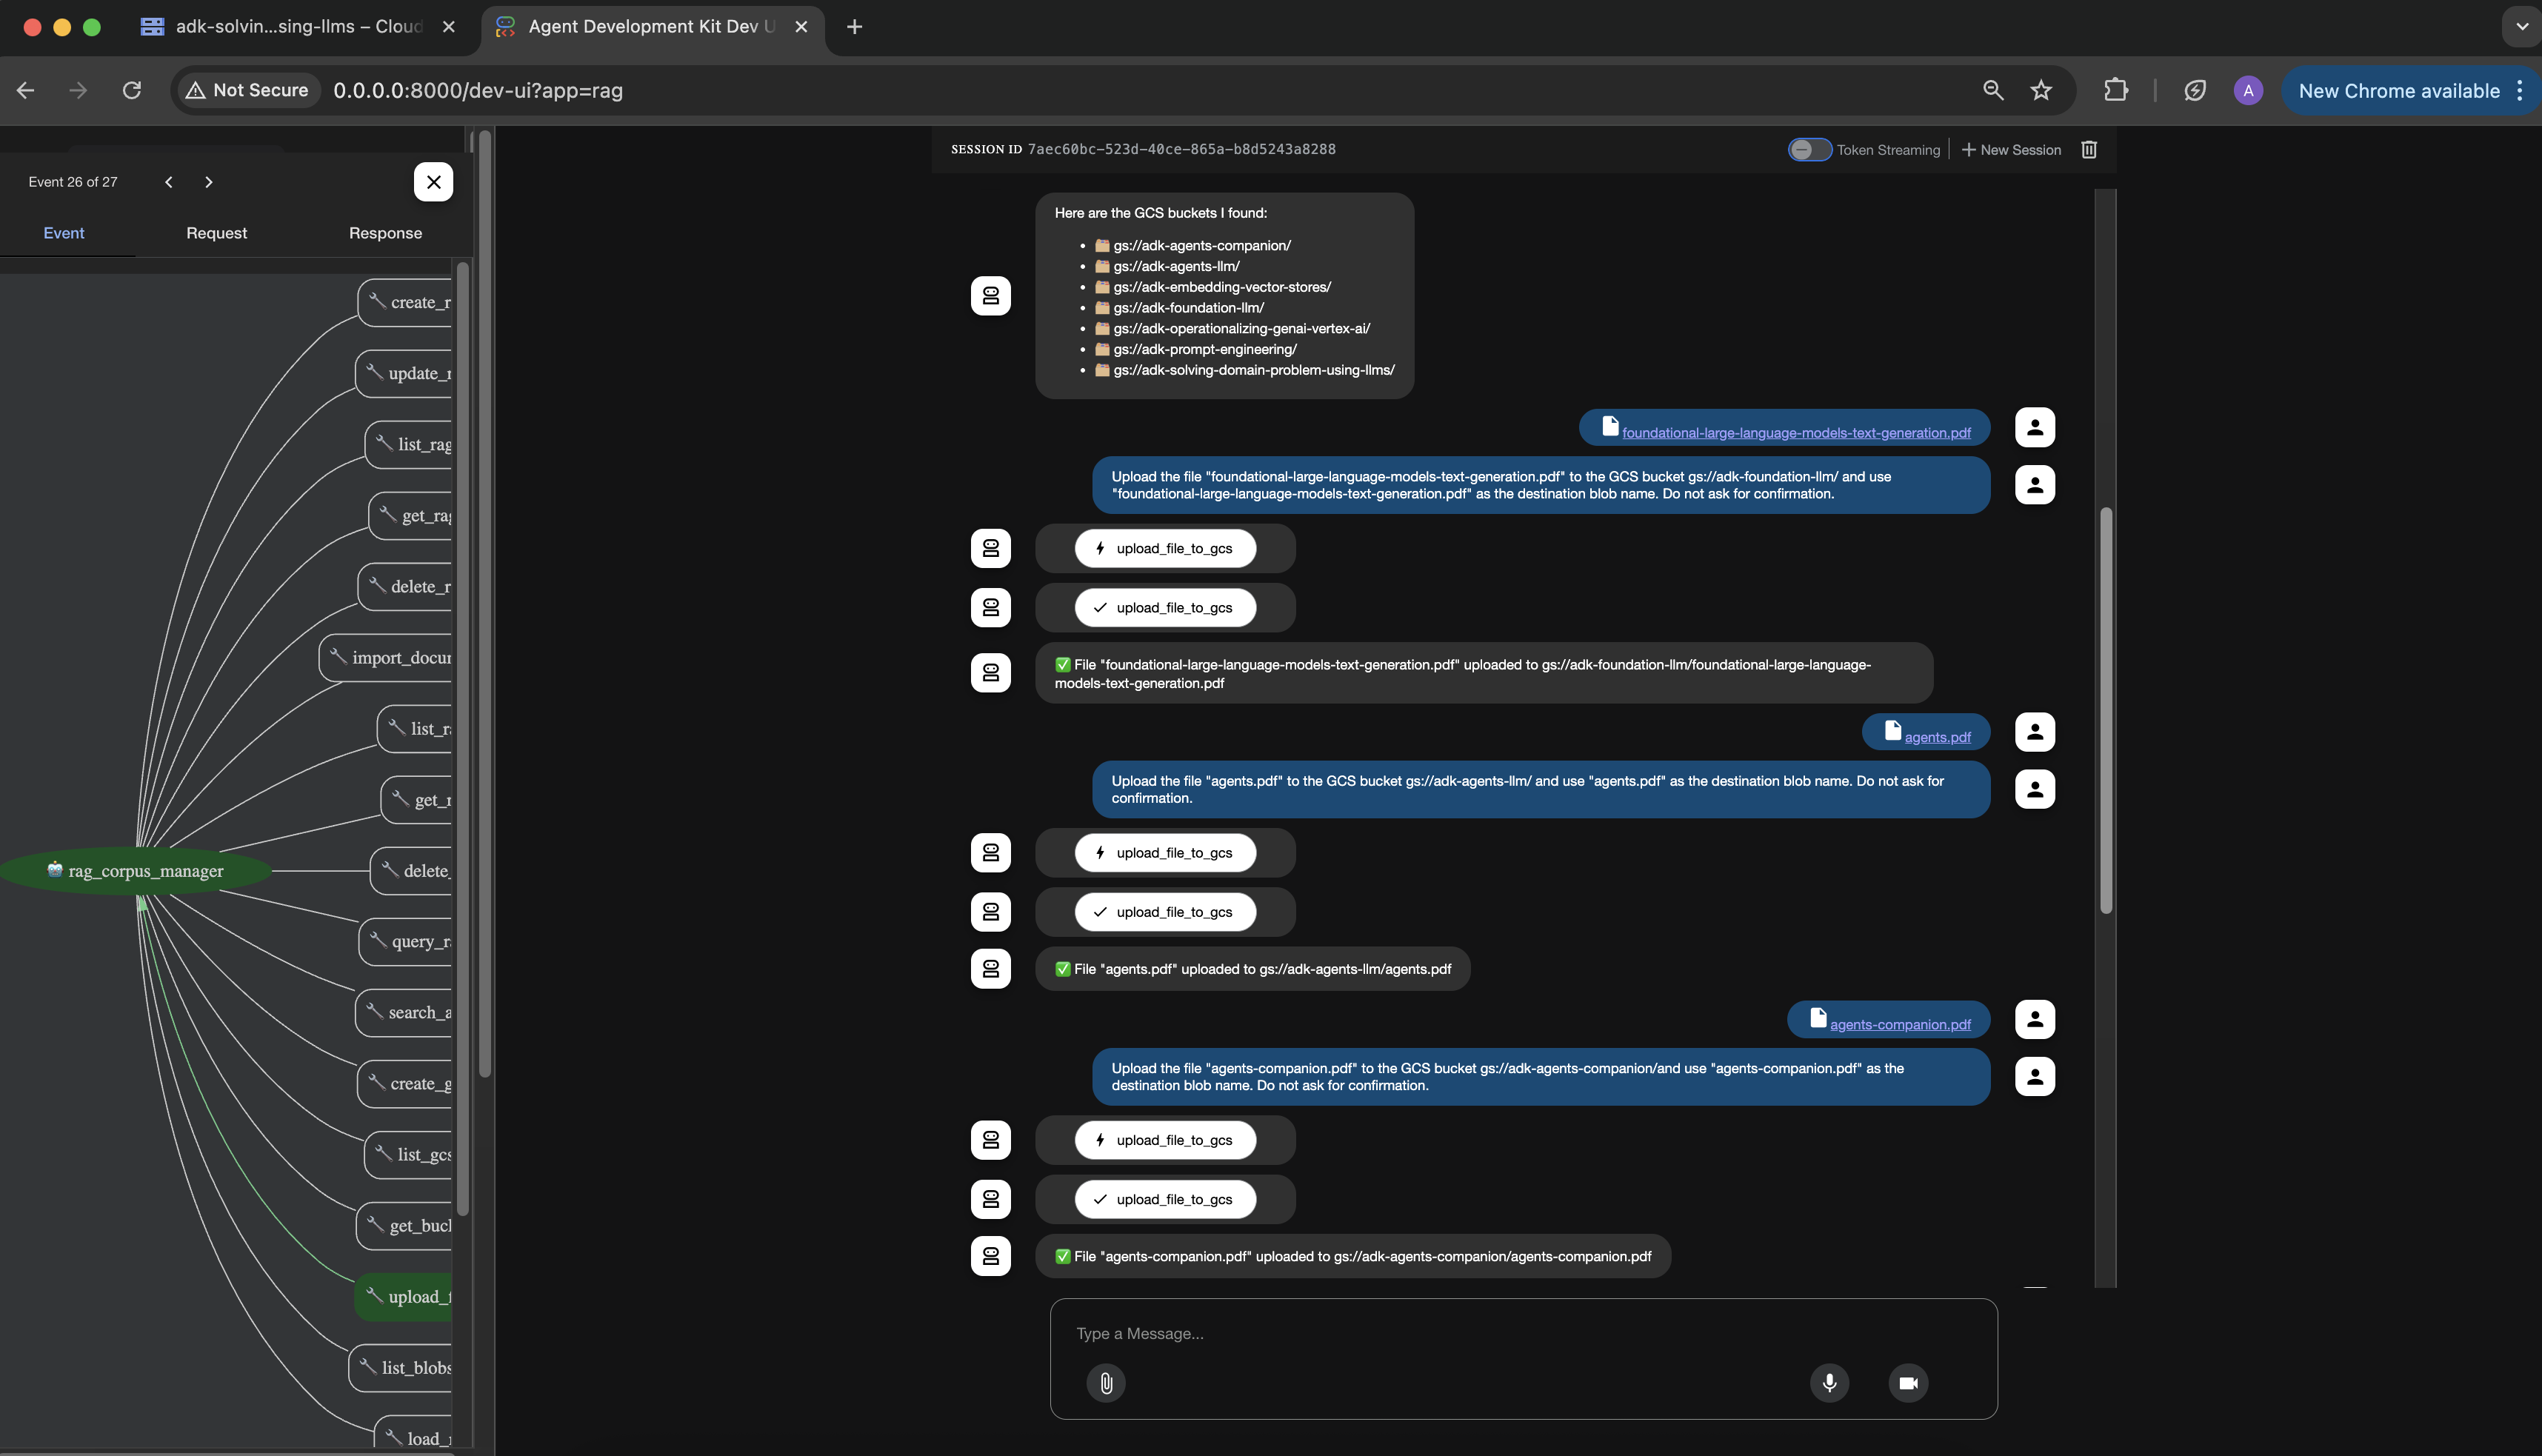 adk-solvin...sing-llms – Cloud
Agent Development Kit Dev U
Not Secure
0.0.0.0:8000/dev-ui?app=rag
A
New Chrome available
Event 26 of 27
Event
Request
Response
create_r
update_r
list_rag
get_rag
delete_r
import_docum
list_ra
get_r
rag_corpus_manager
delete_
query_ra
search_a
create_g
list_gcs
get_buck
upload_f
list_blobs
load_
SESSION ID 7aec60bc-523d-40ce-865a-b8d5243a8288
Token Streaming
New Session
Here are the GCS buckets I found:
• gs://adk-agents-companion/
• gs://adk-agents-llm/
• gs://adk-embedding-vector-stores/
• gs://adk-foundation-llm/
• gs://adk-operationalizing-genai-vertex-ai/
• gs://adk-prompt-engineering/
• gs://adk-solving-domain-problem-using-llms/
foundational-large-language-models-text-generation.pdf
Upload the file "foundational-large-language-models-text-generation.pdf" to the GCS bucket gs://adk-foundation-llm/ and use
"foundational-large-language-models-text-generation.pdf" as the destination blob name. Do not ask for confirmation.
upload_file_to_gcs
upload_file_to_gcs
✅ File "foundational-large-language-models-text-generation.pdf" uploaded to gs://adk-foundation-llm/foundational-large-language-
models-text-generation.pdf
agents.pdf
Upload the file "agents.pdf" to the GCS bucket gs://adk-agents-llm/ and use "agents.pdf" as the destination blob name. Do not ask for
confirmation.
upload_file_to_gcs
upload_file_to_gcs
✅ File "agents.pdf" uploaded to gs://adk-agents-llm/agents.pdf
agents-companion.pdf
Upload the file "agents-companion.pdf" to the GCS bucket gs://adk-agents-companion/and use "agents-companion.pdf" as the
destination blob name. Do not ask for confirmation.
upload_file_to_gcs
upload_file_to_gcs
✅ File "agents-companion.pdf" uploaded to gs://adk-agents-companion/agents-companion.pdf
Type a Message...